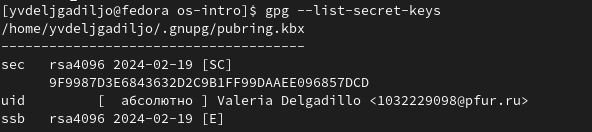 [yvdeljgadiljo@fedora os-intro]$ gpg --list-secret-keys
/home/yvdeljgadiljo/.gnupg/pubring.kbx
--------------------------------------
sec   rsa4096 2024-02-19 [SC]
      9F9987D3E6843632D2C9B1FF99DAAEE096857DCD
uid         [  абсолютно ] Valeria Delgadillo <1032229098@pfur.ru>
ssb   rsa4096 2024-02-19 [E]